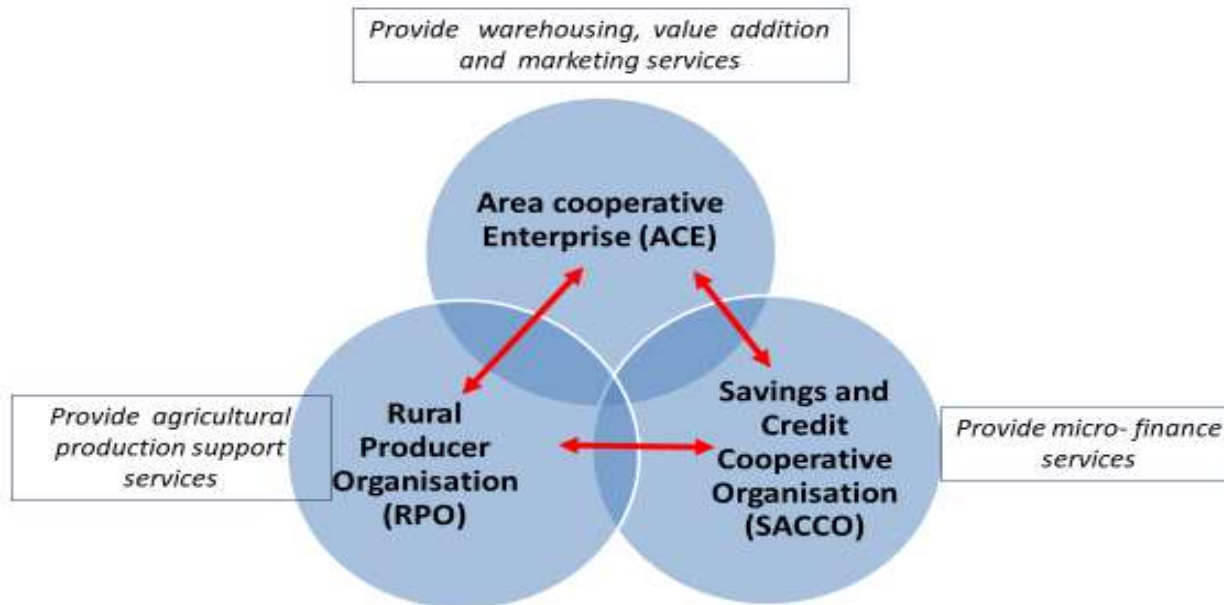 Provide warehousing, value addition
and marketing services
Area cooperative
Enterprise (ACE)
Provide agricultural
production support
services
Rural
Producer
Organisation
(RPO)
Savings and
Credit
Cooperative
Organisation
(SACCO)
Provide micro- finance
services